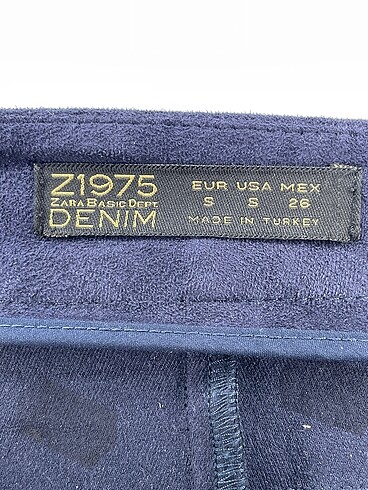 Z1975
ZARA BASIC DEPT
DENIM
EUR USA MEX
S S 26
MADE IN TURKEY